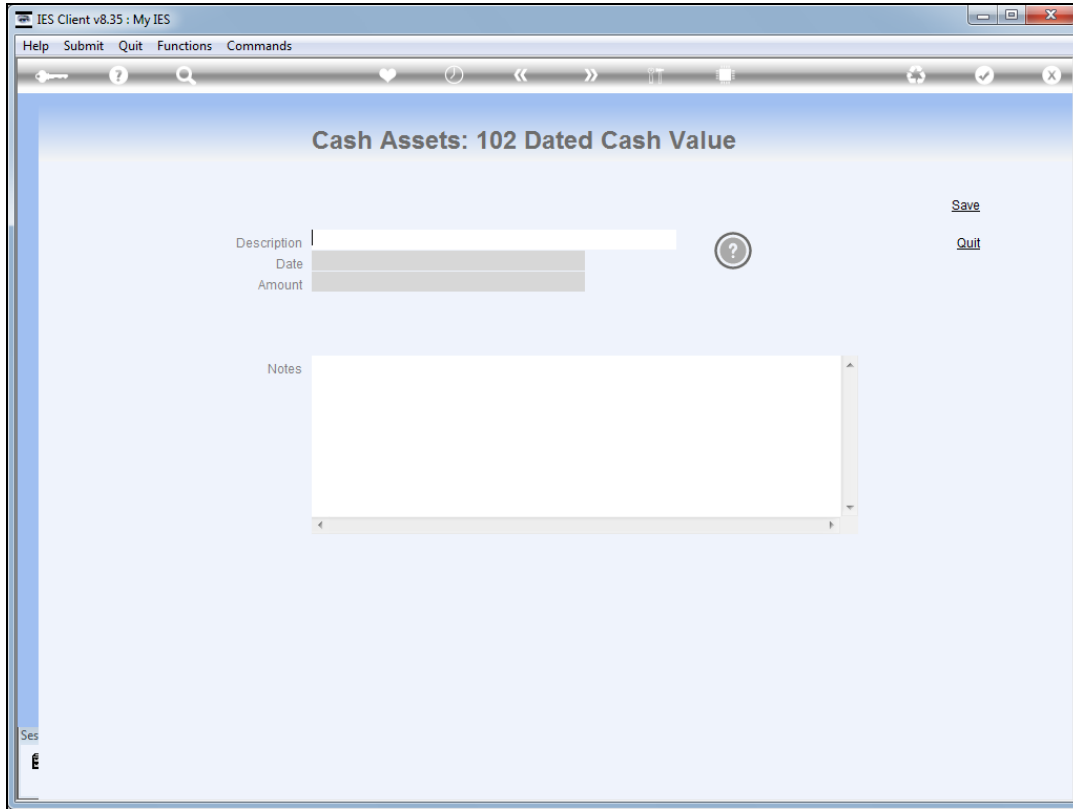 IES Client v8.35 : My IES
Help Submit Quit Functions Commands
Cash Assets: 102 Dated Cash Value
Save
Description
Quit
Date
Amount
Notes
Ses